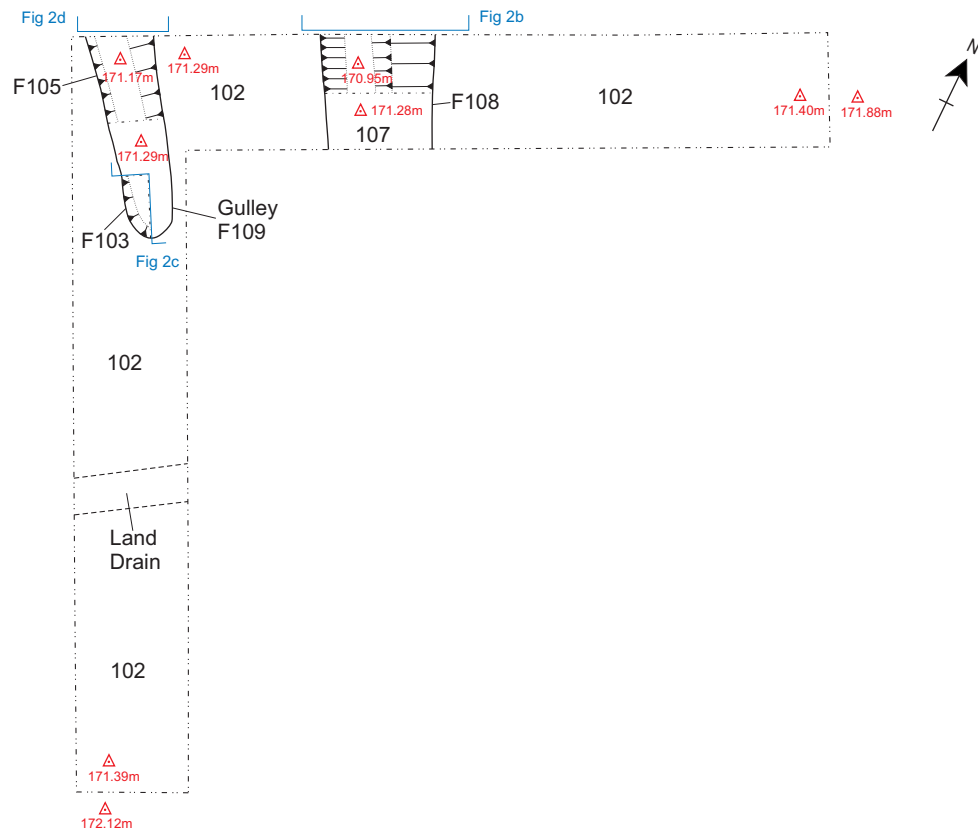 Fig 2d
Fig 2b
N
171.17m
171.29m
170.95m
F105
102
171.28m
F108
102
171.40m
171.88m
107
171.29m
Gulley
F109
F103
Fig 2c
102
Land
Drain
102
171.39m
172.12m